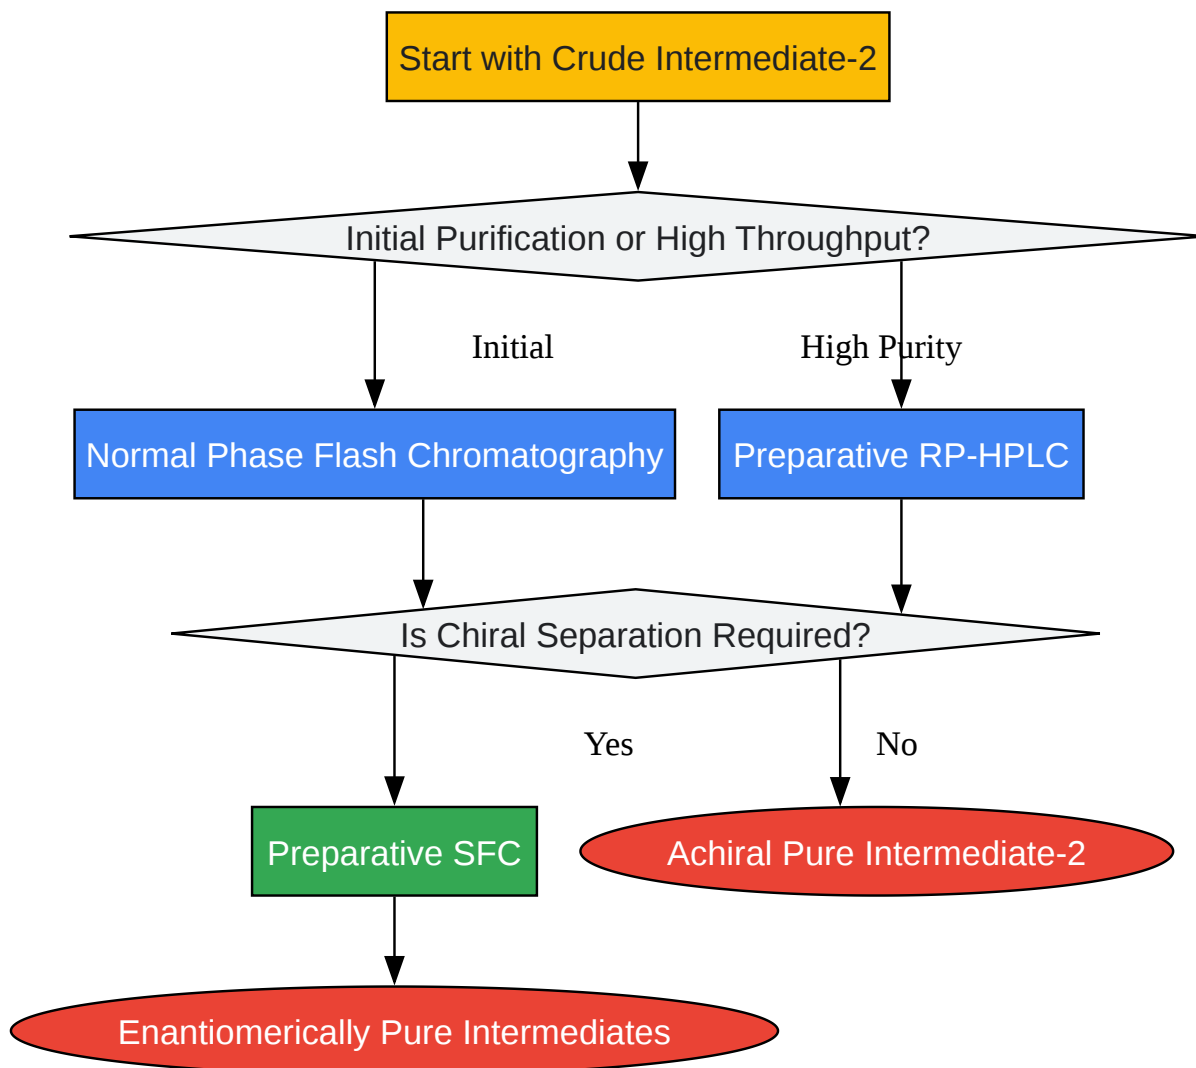 Start with Crude Intermediate-2
Initial Purification or High Throughput?
Initial
High Purity
Normal Phase Flash Chromatography
Preparative RP-HPLC
Is Chiral Separation Required?
Yes
No
Preparative SFC
Achiral Pure Intermediate-2
Enantiomerically Pure Intermediates